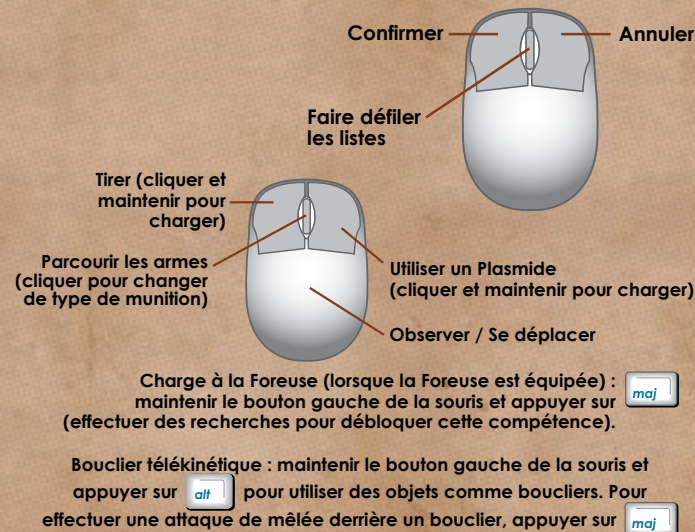 Confirmer
Annuler
Faire défiler
les listes
Tirer (cliquer et
maintenir pour
charger)
Parcourir les armes
(cliquer pour changer
de type de munition)
Utiliser un Plasmide
(cliquer et maintenir pour charger)
Observer / Se déplacer
Charge à la Foreuse (lorsque la Foreuse est équipée) :
maintenir le bouton gauche de la souris et appuyer sur maj
(effectuer des recherches pour débloquer cette compétence).
Bouclier télékinétique : maintenir le bouton gauche de la souris et
appuyer sur alt pour utiliser des objets comme boucliers. Pour
effectuer une attaque de mêlée derrière un bouclier, appuyer sur maj